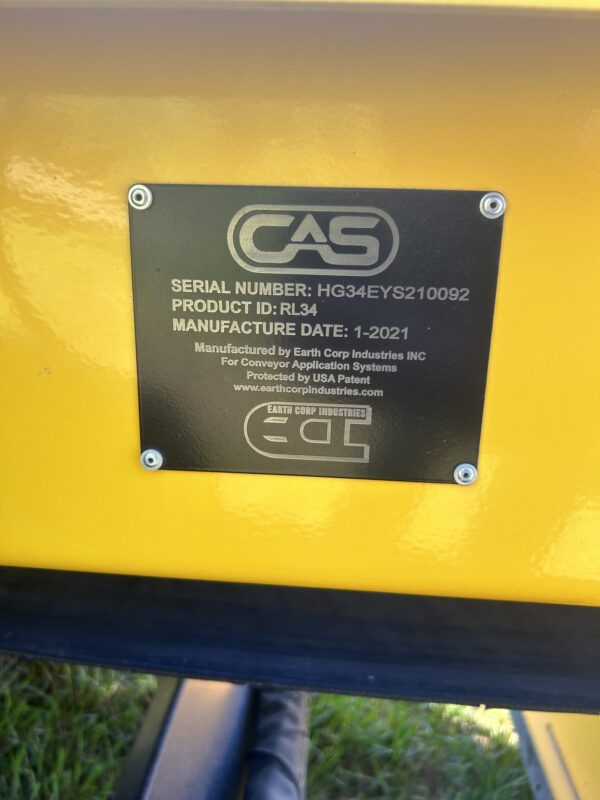 CAS
SERIAL NUMBER: HG34EYS210092
PRODUCT ID: RL34
MANUFACTURE DATE: 1-2021
Manufactured by Earth Corp Industries INC
For Conveyor Application Systems
Protected by USA Patent
www.earthcorpindustries.com
EARTH CORP INDUSTRIES
ECI